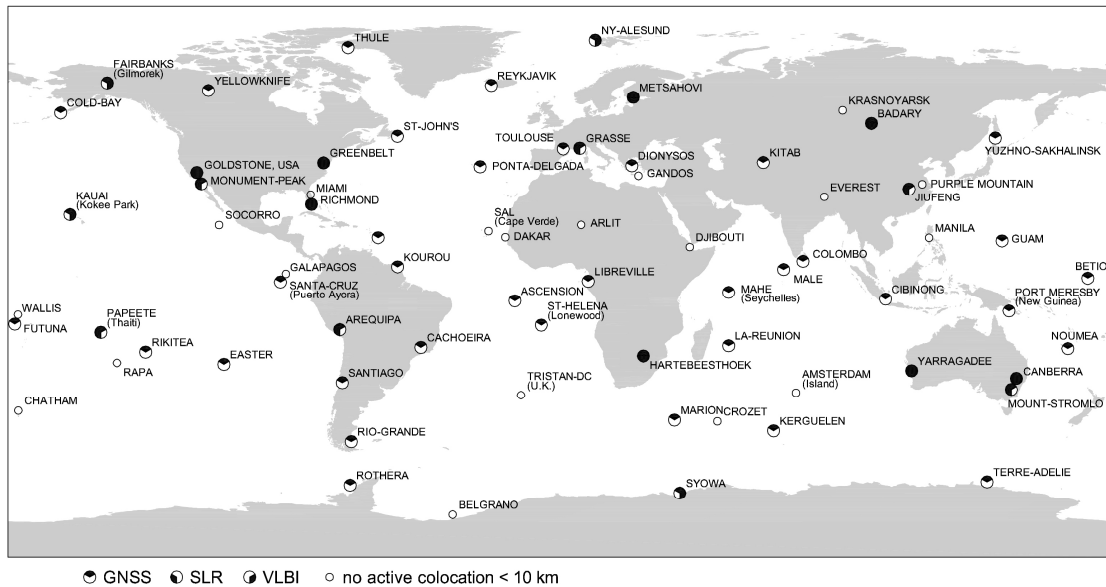 THULE
NY-ALESUND
FAIRBANKS
(Gilmorek)
YELLOWKNIFE
REYKJAVIK
METSAHOVI
COLD-BAY
KRASNOYARSK
BADARY
ST-JOHN'S
TOULOUSE
GRASSE
YUZHNO-SAKHALINSK
GREENBELT
GOLDSTONE, USA
PONTA-DELGADA
DIONYSOS
KITAB
GANDOS
MONUMENT-PEAK
MIAMI
RICHMOND
EVEREST
PURPLE MOUNTAIN
JIUFENG
KAUAI
(Kokee Park)
SOCORRO
SAL
(Cape Verde)
DAKAR
ARLIT
DJIBOUTI
MANILA
GUAM
KOUROU
COLOMBO
MALE
GALAPAGOS
SANTA-CRUZ
(Puerto Ayora)
LIBREVILLE
BETIO
ASCENSION
MAHE
(Seychelles)
CIBINONG
PORT MERESBY
(New Guinea)
WALLIS
FUTUNA
PAPEETE
(Thaiti)
ST-HELENA
(Lonewood)
AREQUIPA
CACHOEIRA
RIKITEA
LA-REUNION
NOUMEA
RAPA
EASTER
HARTEBEESTHOEK
YARRAGADEE
CANBERRA
SANTIAGO
TRISTAN-DC
(U.K.)
AMSTERDAM
(Island)
MOUNT-STROMLO
CHATHAM
MARION
CROZET
KERGUELEN
RIO-GRANDE
ROTHERA
SYOWA
TERRE-ADELIE
BELGRANO
GNSS SLR VLBI no active colocation < 10 km